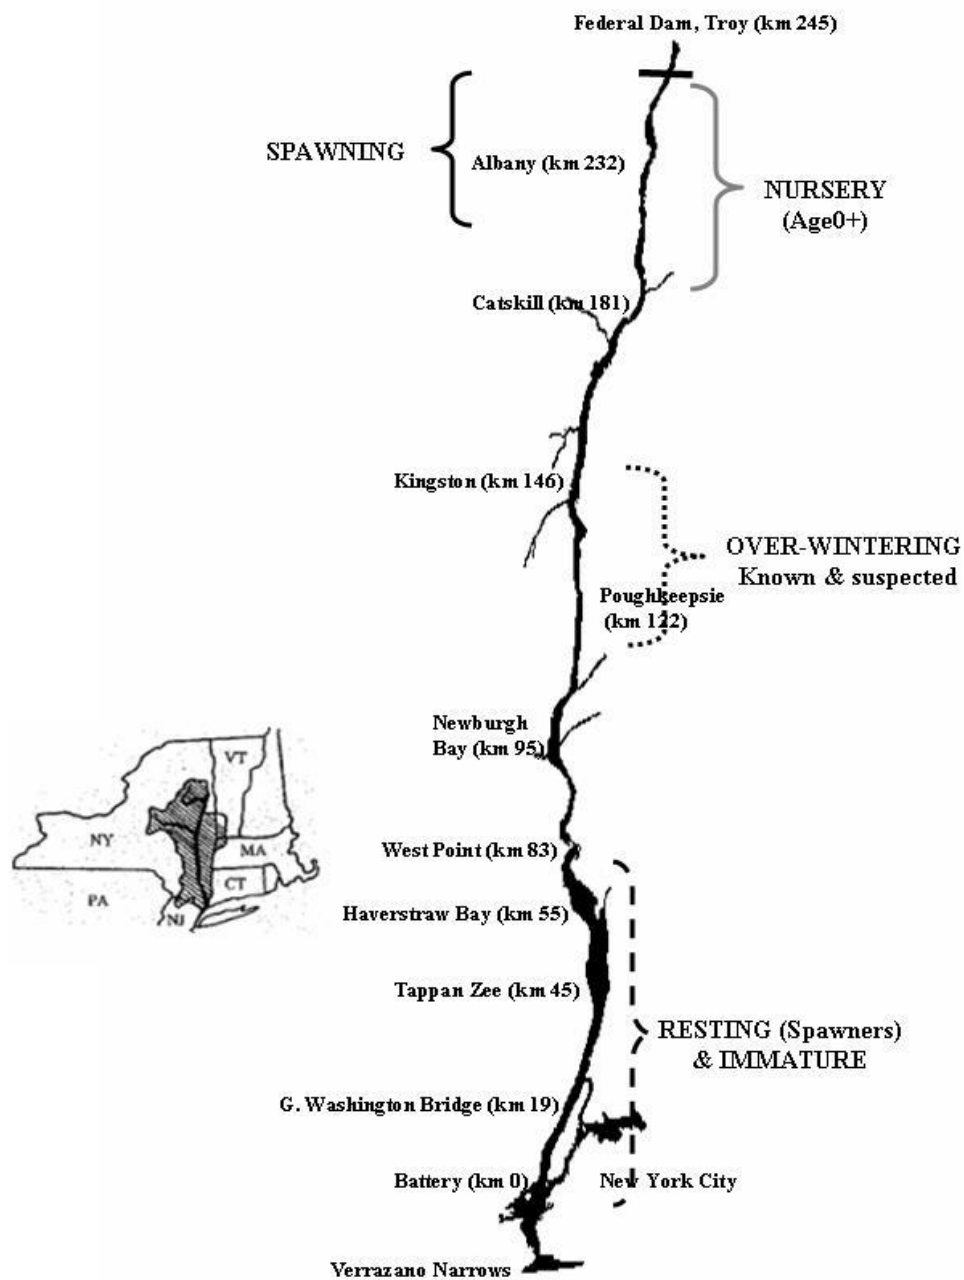 Federal Dam, Troy (km 245)
SPAWNING
Albany (km 232)
NURSERY
(Age0+)
Catskill (km 181)
Kingston (km 146)
OVER-WINTERING
Known & suspected
Poughkeepsie
(km 122)
Newburgh
Bay (km 95)
VT
NY
MA
West Point (km 83)
CT
PA
NJ
Haverstraw Bay (km 55)
Tappan Zee (km 45)
RESTING (Spawners)
& IMMATURE
G. Washington Bridge (km 19)
Battery (km 0)
New York City
Verrazano Narrows